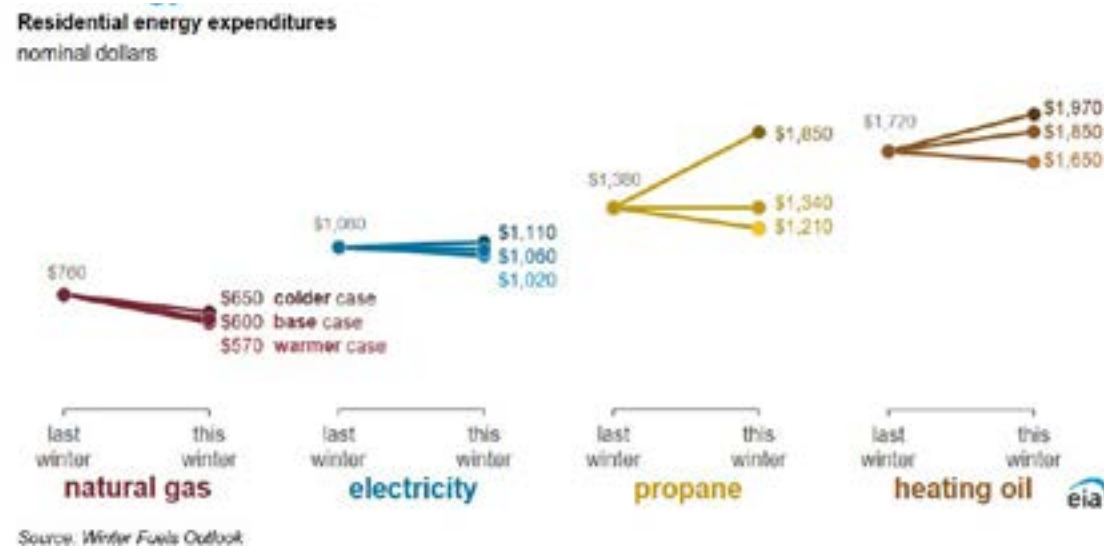 Residential energy expenditures
nominal dollars
$760
$650 colder case
$600 base case
$570 warmer case
last winter
this winter
natural gas
$1,060
$1,110
$1,060
$1,020
last winter
this winter
electricity
$1,380
$1,850
$1,340
$1,210
last winter
this winter
propane
$1,720
$1,970
$1,850
$1,650
last winter
this winter
heating oil
eia
Source: Winter Fuels Outlook